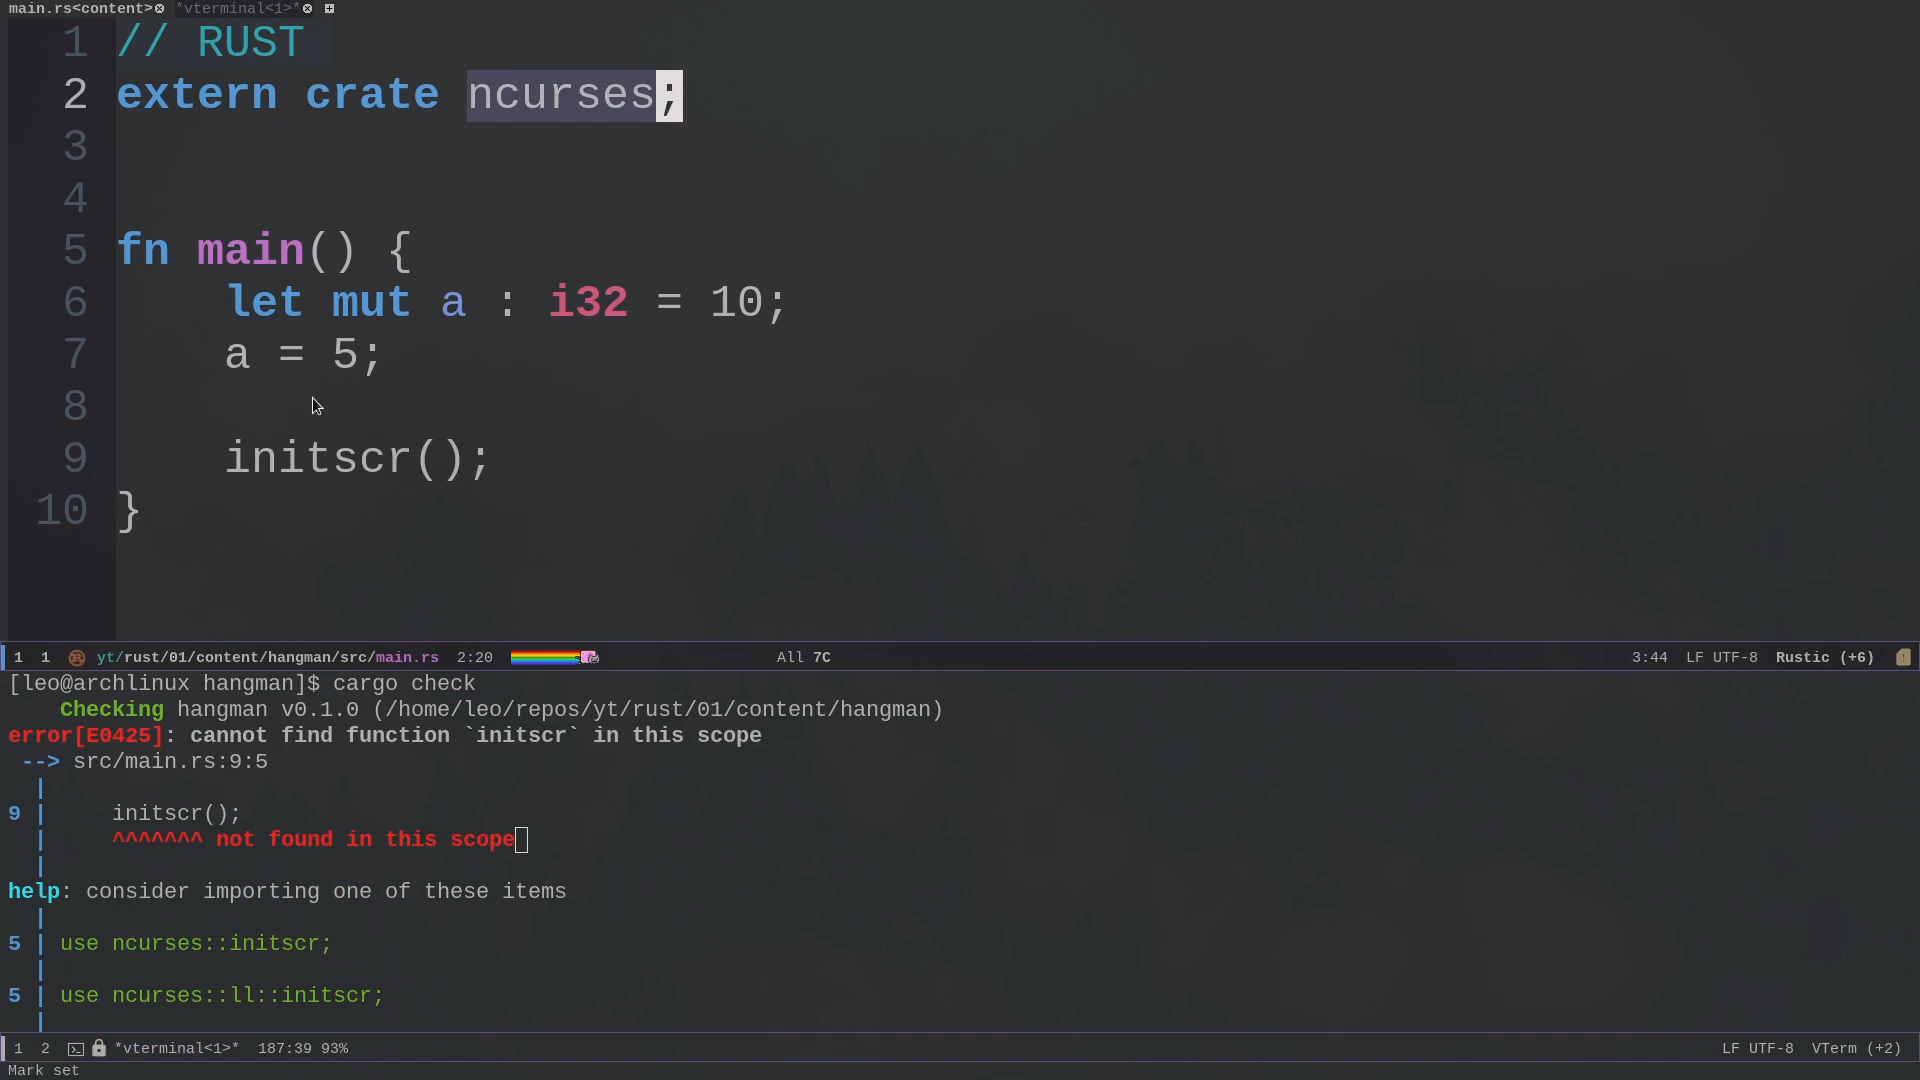 main.rs<content> *vterminal<1>*
1 // RUST
2 extern crate ncurses;
3
4
5 fn main() {
6     let mut a : i32 = 10;
7     a = 5;
8
9     initscr();
10 }
1 1 yt/rust/01/content/hangman/src/main.rs 2:20 All 7C 3:44 LF UTF-8 Rustic (+6)
[leo@archlinux hangman]$ cargo check
    Checking hangman v0.1.0 (/home/leo/repos/yt/rust/01/content/hangman)
error[E0425]: cannot find function `initscr` in this scope
 --> src/main.rs:9:5
  |
9 |     initscr();
  |     ^^^^^^^ not found in this scope
  |
help: consider importing one of these items
  |
5 | use ncurses::initscr;
  |
5 | use ncurses::ll::initscr;
  |
1 2 *vterminal<1>* 187:39 93% LF UTF-8 VTerm (+2)
Mark set